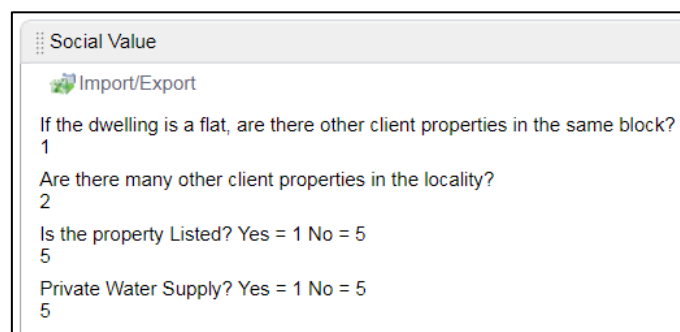 Social Value
Import/Export
If the dwelling is a flat, are there other client properties in the same block?
1
Are there many other client properties in the locality?
2
Is the property Listed? Yes = 1 No = 5
5
Private Water Supply? Yes = 1 No = 5
5